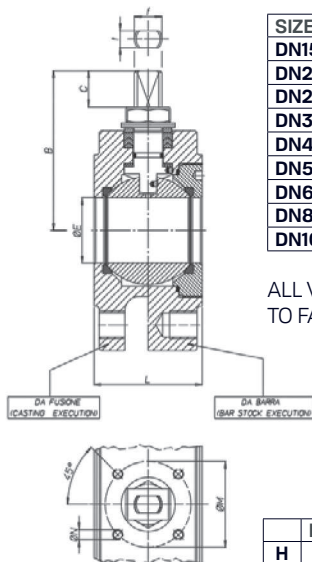 f
f
C
B
ØE
L
DA FUSIONE
(CASTING EXECUTION)
DA BARRA
(BAR STOCK EXECUTION)
45°
ØM
ØN
SIZE
DN15
DN2
DN2
DN3
DN4
DN5
DN6
DN8
DN10
ALL V
TO FA
H